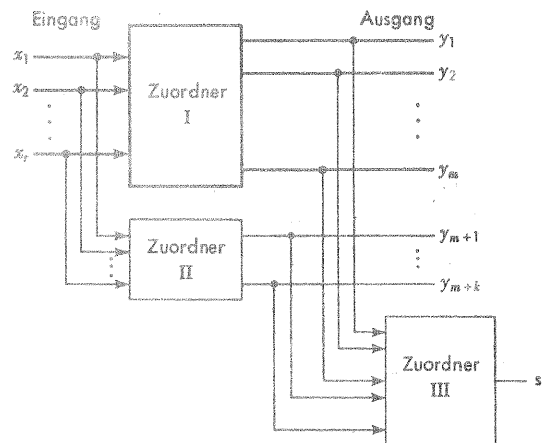 Eingang
Ausgang
x₁
x₂
xᵣ
Zuordner
I
y₁
y₂
yₘ
Zuordner
II
yₘ₊₁
yₘ₊ₖ
Zuordner
III
s